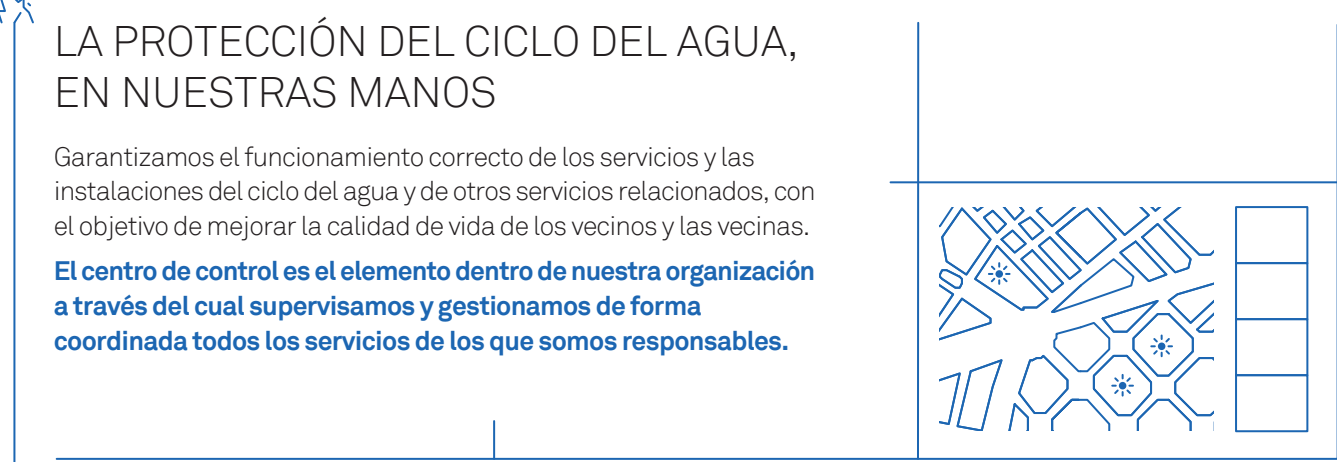 LA PROTECCIÓN DEL CICLO DEL AGUA,
EN NUESTRAS MANOS
Garantizamos el funcionamiento correcto de los servicios y las
instalaciones del ciclo del agua y de otros servicios relacionados, con
el objetivo de mejorar la calidad de vida de los vecinos y las vecinas.
El centro de control es el elemento dentro de nuestra organización
a través del cual supervisamos y gestionamos de forma
coordinada todos los servicios de los que somos responsables.